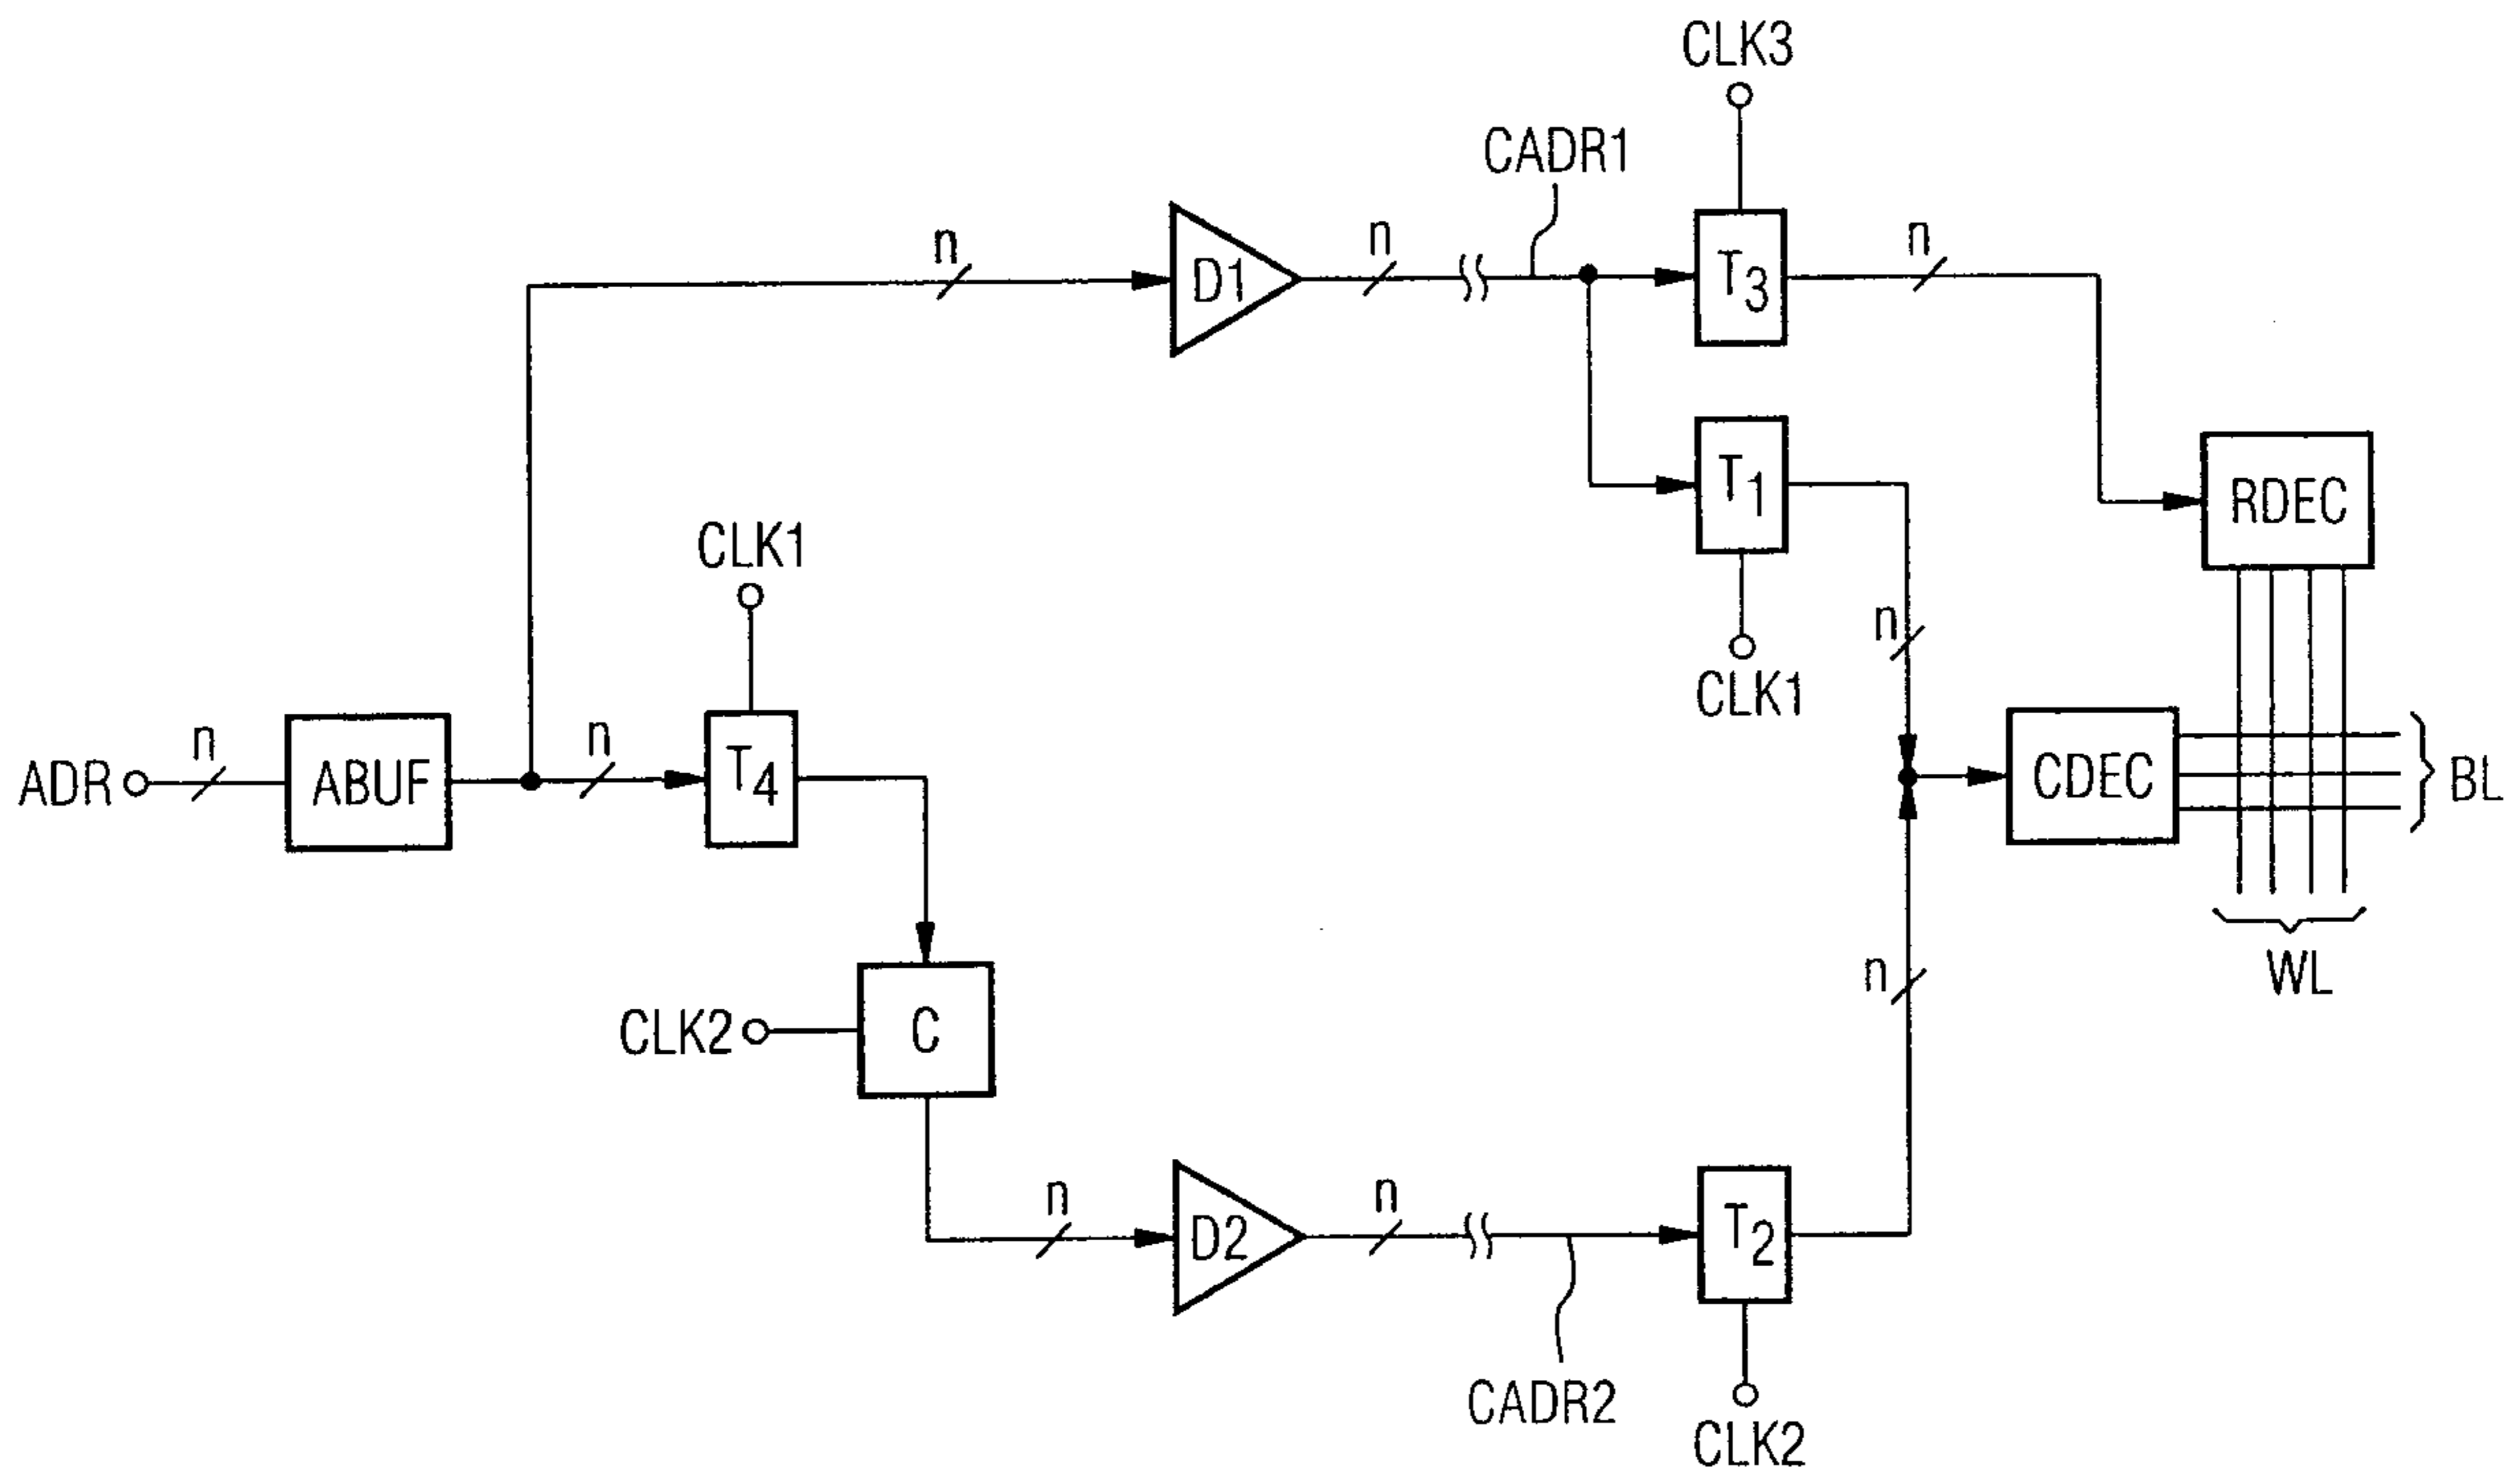 CLK3
CADR1
n
n
n
D1
T3
CLK1
T1
RDEC
n
CLK1
n
n
ADR
ABUF
T4
CDEC
BL
n
WL
CLK2
C
n
n
D2
T2
CADR2
CLK2